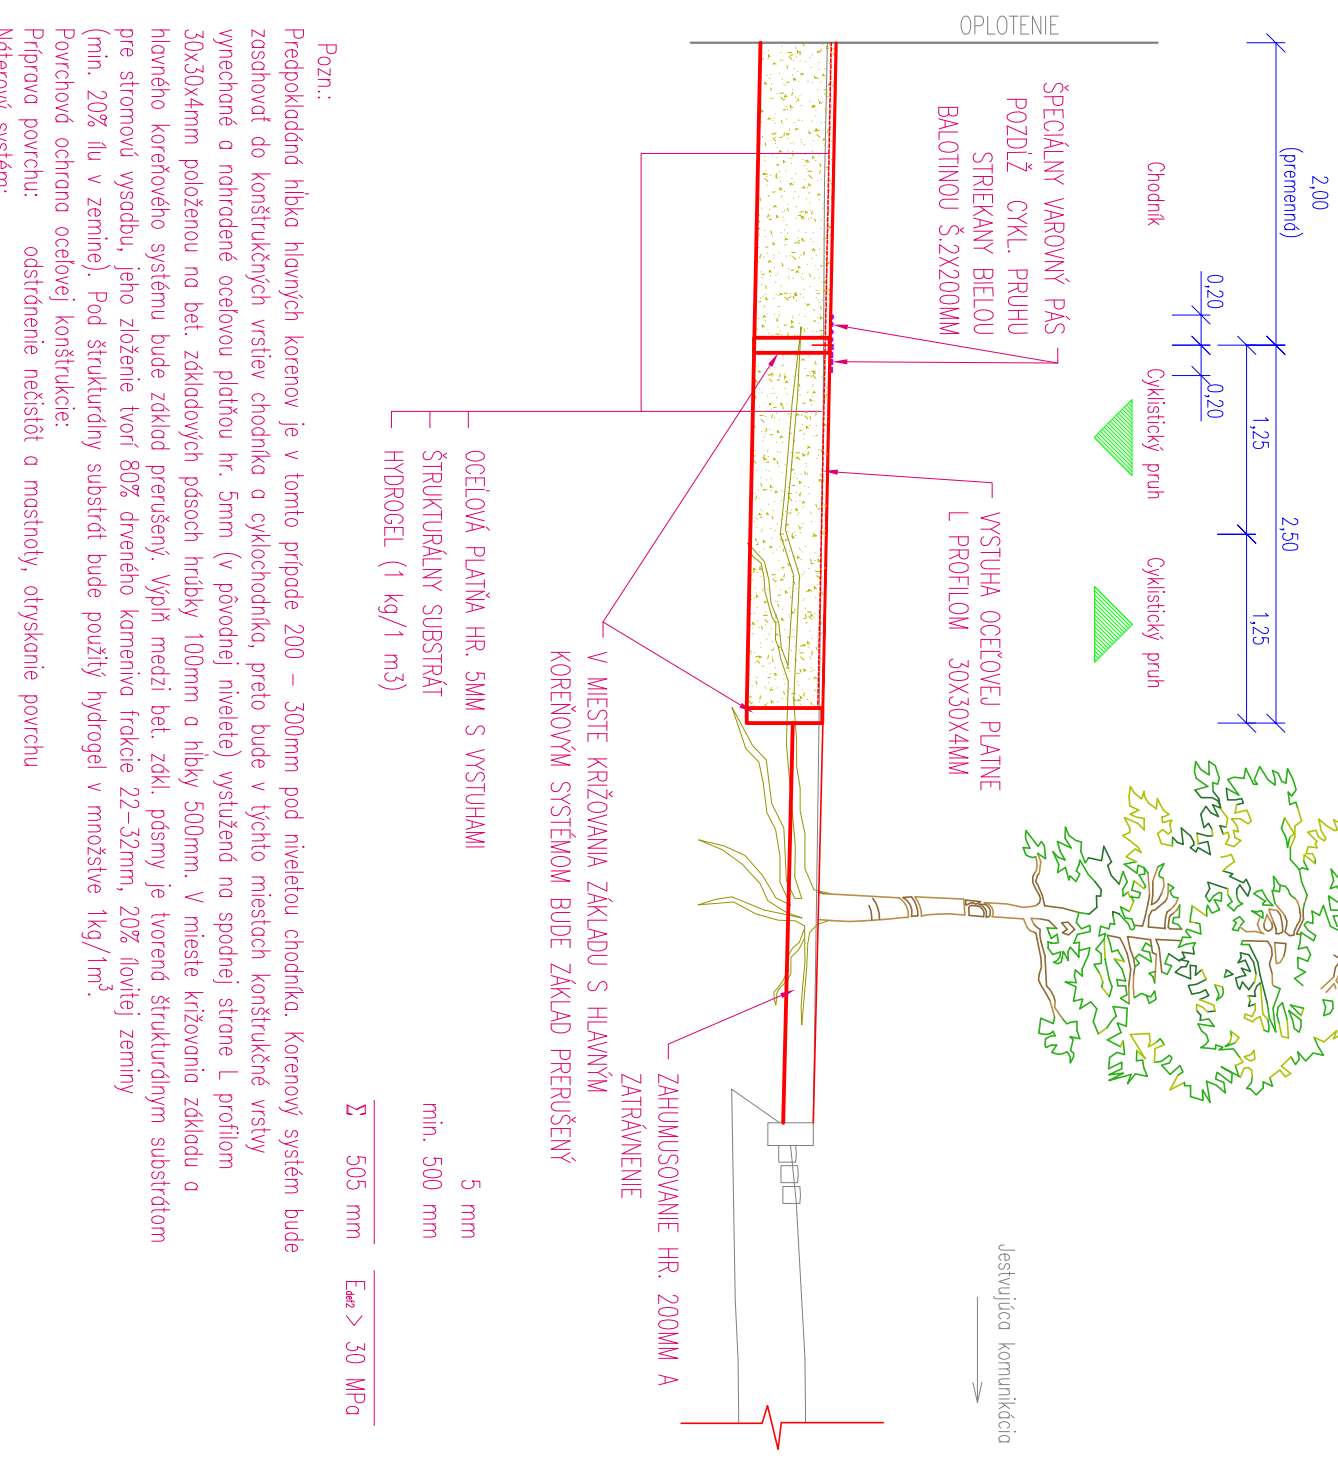 2,00
(premenná)
2,50
1,25
1,25
0,20
0,20
Chodník
Cyklistický pruh
Cyklistický pruh
OPLOTENIE
ŠPECIÁLNY VAROVNÝ PÁS
POZDĹŽ CYKL. PRUHU
STRIEKANY BIELOU
BALOTINOU Š.2X200MM
VÝSTUHA OCEĽOVEJ PLATNE
L PROFILOM 30X30X4MM
Jestvujúca komunikácia
ZAHUMUSOVANIE HR. 200MM A
ZATRÁVNENIE
V MIESTE KRIŽOVANIA ZÁKLADU S HLAVNÝM
KOREŇOVÝM SYSTÉMOM BUDE ZÁKLAD PRERUŠENÝ
OCEĽOVÁ PLATŇA HR. 5MM S VYSTUHAMI 5 mm
ŠTRUKTURÁLNY SUBSTRÁT min. 500 mm
HYDROGEL (1 kg/1 m3)
Σ 505 mm Edef2 > 30 MPa
Pozn.:
Predpokladáná hĺbka hlavných korenov je v tomto prípade 200 - 300mm pod niveletou chodníka. Korenový systém bude
zasahovať do konštrukčných vrstiev chodníka a cyklochodníka, preto bude v týchto miestach konštrukčné vrstvy
vynechané a nahradené oceľovou platňou hr. 5mm (v pôvodnej nivelete) vystužená na spodnej strane L profilom
30x30x4mm položenou na bet. základových pásoch hrúbky 100mm a hĺbky 500mm. V mieste križovania základu a
hlavného koreňového systému bude základ prerušený. Výplň medzi bet. zákl. pásmy je tvorená štrukturálnym substrátom
pre stromovú vysadbu, jeho zloženie tvorí 80% drveného kameniva frakcie 22-32mm, 20% ílovitej zeminy
(min. 20% ílu v zemine). Pod štrukturálny substrát bude použitý hydrogel v množstve 1kg/1m³.
Povrchová ochrana oceľovej konštrukcie:
Príprava povrchu: odstránenie nečistôt a mastnoty, otryskanie povrchu
Náterový systém: